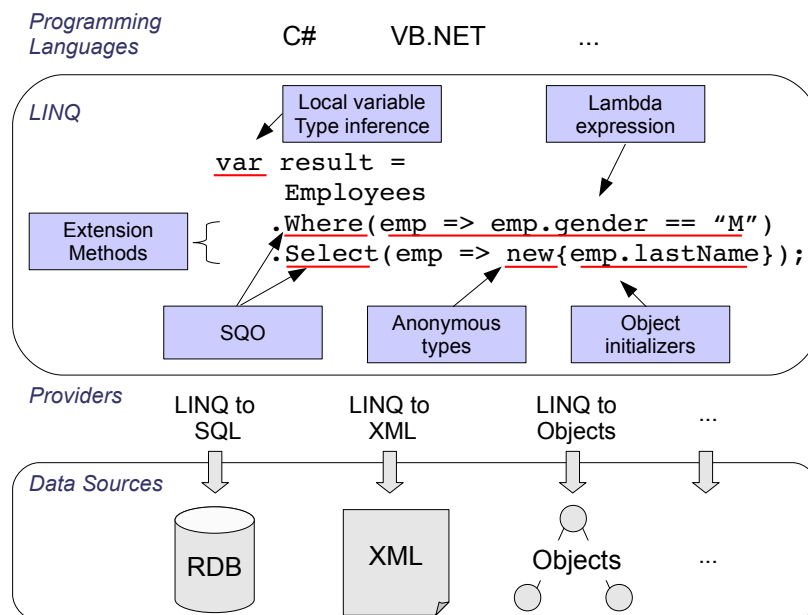 Programming
Languages
C# VB.NET ...
LINQ
Local variable
Type inference
Lambda
expression
var result =
Employees
.Where(emp => emp.gender == “M”)
.Select(emp => new{emp.lastName});
Extension
Methods
SQO
Anonymous
types
Object
initializers
Providers
LINQ to
SQL
LINQ to
XML
LINQ to
Objects
...
Data Sources
RDB
XML
Objects
...